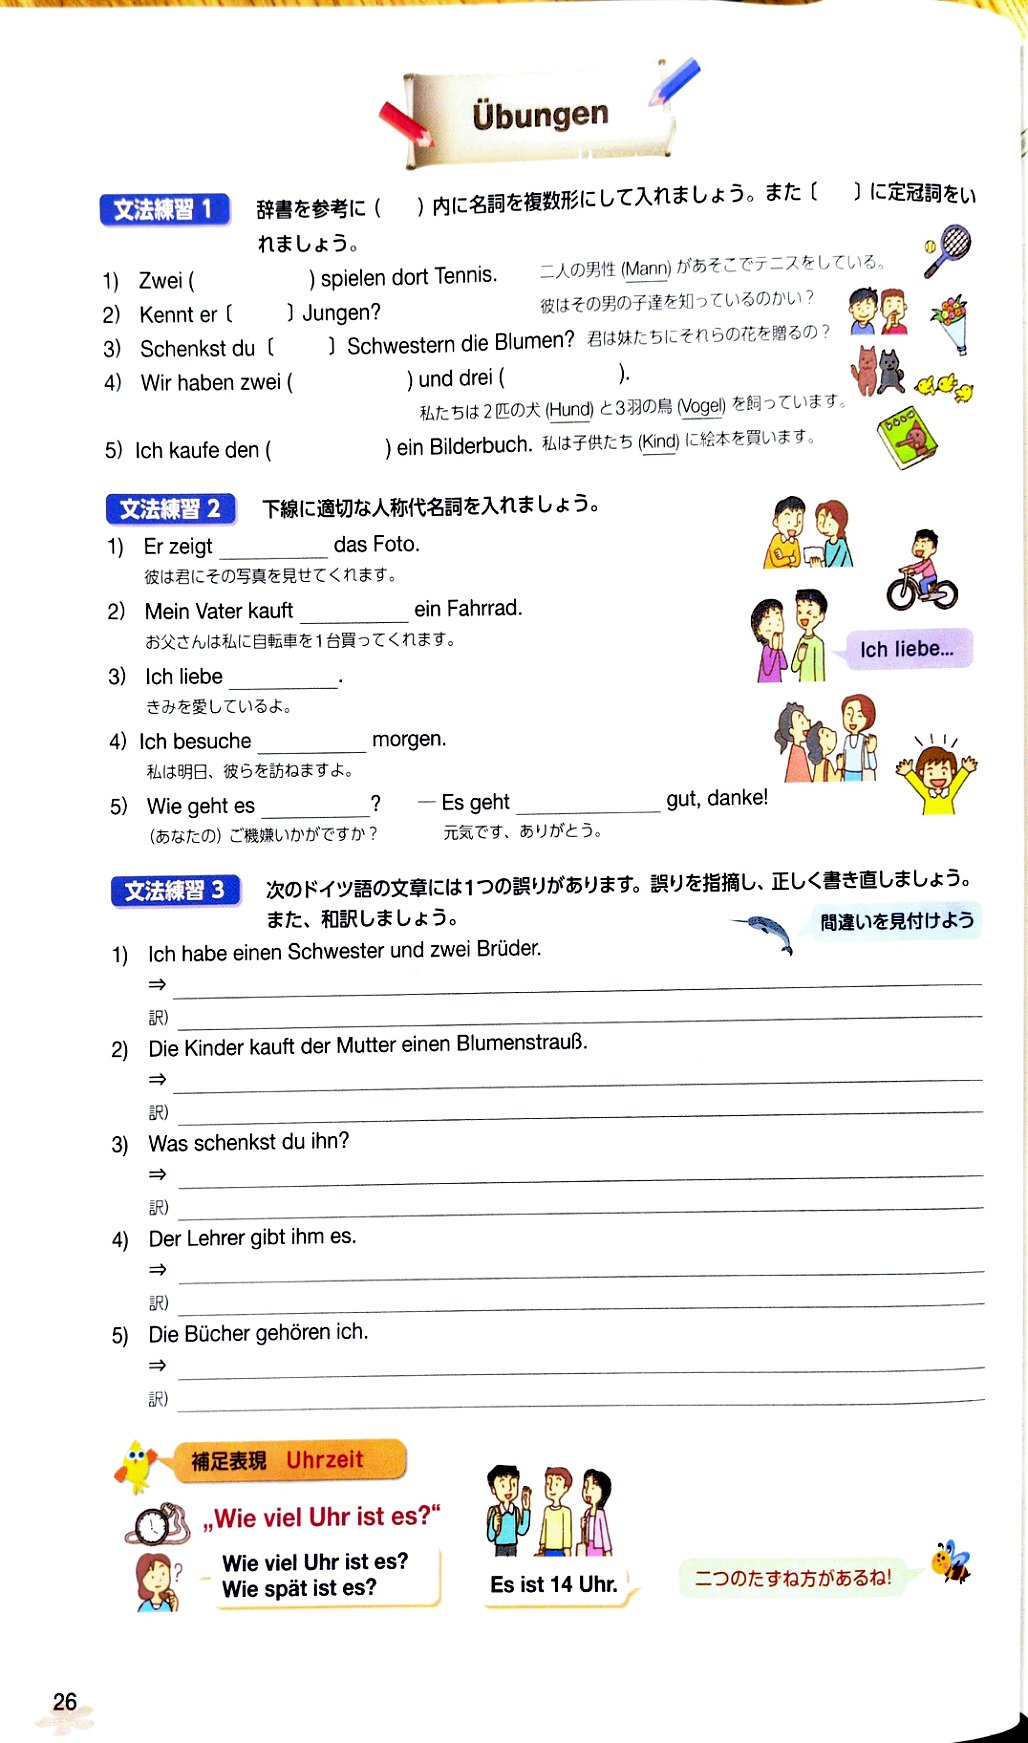 Übungen
文法練習 1 辞書を参考に (　　) 内に名詞を複数形にして入れましょう。また〔　　〕に定冠詞をい
れましょう。
1) Zwei (　　　　) spielen dort Tennis. 二人の男性 (Mann) があそこでテニスをしている。
2) Kennt er〔　　　〕Jungen? 彼はその男の子達を知っているのかい？
3) Schenkst du〔　　　〕Schwestern die Blumen? 君は妹たちにそれらの花を贈るの？
4) Wir haben zwei (　　　　) und drei (　　　　).
私たちは2匹の犬 (Hund) と3羽の鳥 (Vogel) を飼っています。
5) Ich kaufe den (　　　　) ein Bilderbuch. 私は子供たち (Kind) に絵本を買います。
文法練習 2 下線に適切な人称代名詞を入れましょう。
1) Er zeigt ________ das Foto.
彼は君にその写真を見せてくれます。
2) Mein Vater kauft ________ ein Fahrrad.
お父さんは私に自転車を1台買ってくれます。
Ich liebe...
3) Ich liebe ________.
きみを愛しているよ。
4) Ich besuche ________ morgen.
私は明日、彼らを訪ねますよ。
5) Wie geht es ________? — Es geht ________ gut, danke!
(あなたの) ご機嫌いかがですか？ 元気です、ありがとう。
文法練習 3 次のドイツ語の文章には1つの誤りがあります。誤りを指摘し、正しく書き直しましょう。
また、和訳しましょう。
間違いを見付けよう
1) Ich habe einen Schwester und zwei Brüder.
⇒
訳)
2) Die Kinder kauft der Mutter einen Blumenstrauß.
⇒
訳)
3) Was schenkst du ihn?
⇒
訳)
4) Der Lehrer gibt ihm es.
⇒
訳)
5) Die Bücher gehören ich.
⇒
訳)
補足表現 Uhrzeit
„Wie viel Uhr ist es?“
?
Wie viel Uhr ist es?
Wie spät ist es?
Es ist 14 Uhr.
二つのたずね方があるね!
26